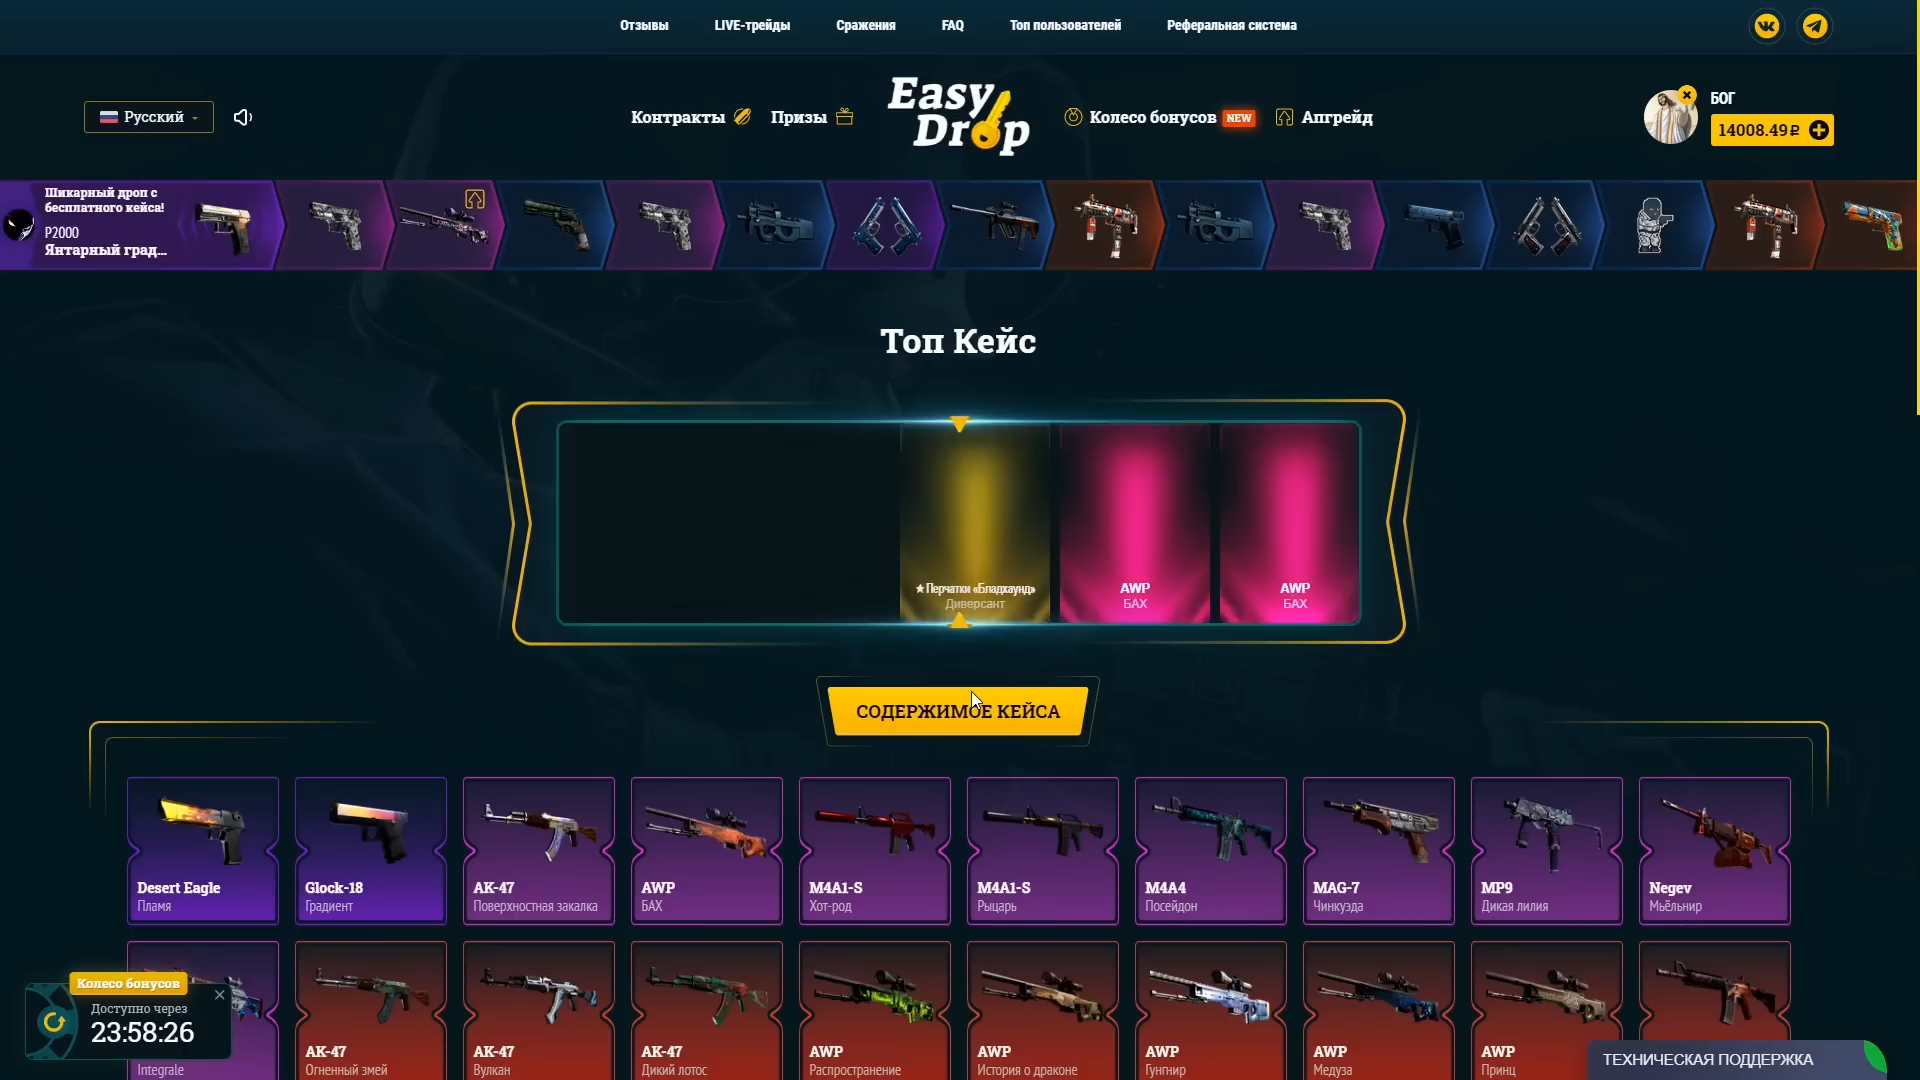 Отзывы LIVE-трейды Сражения FAQ Топ пользователей Реферальная система
Русский
Контракты Призы
Easy Drop
Колесо бонусов NEW Апгрейд
БОГ
14008.49₽
Шикарный дроп с
бесплатного кейса!
P2000
Янтарный град...
Топ Кейс
★ Перчатки «Бладхаунд»
Диверсант
AWP
БАХ
AWP
БАХ
СОДЕРЖИМОЕ КЕЙСА
Desert Eagle
Пламя
Glock-18
Градиент
AK-47
Поверхностная закалка
AWP
БАХ
M4A1-S
Хот-род
M4A1-S
Рыцарь
M4A4
Посейдон
MAG-7
Чинкуэда
MP9
Дикая лилия
Negev
Мьёльнир
Колесо бонусов
Доступно через
23:58:26
Integrale
AK-47
Огненный змей
AK-47
Вулкан
AK-47
Дикий лотос
AWP
Распространение
AWP
История о драконе
AWP
Гунгнир
AWP
Медуза
AWP
Принц
ТЕХНИЧЕСКАЯ ПОДДЕРЖКА